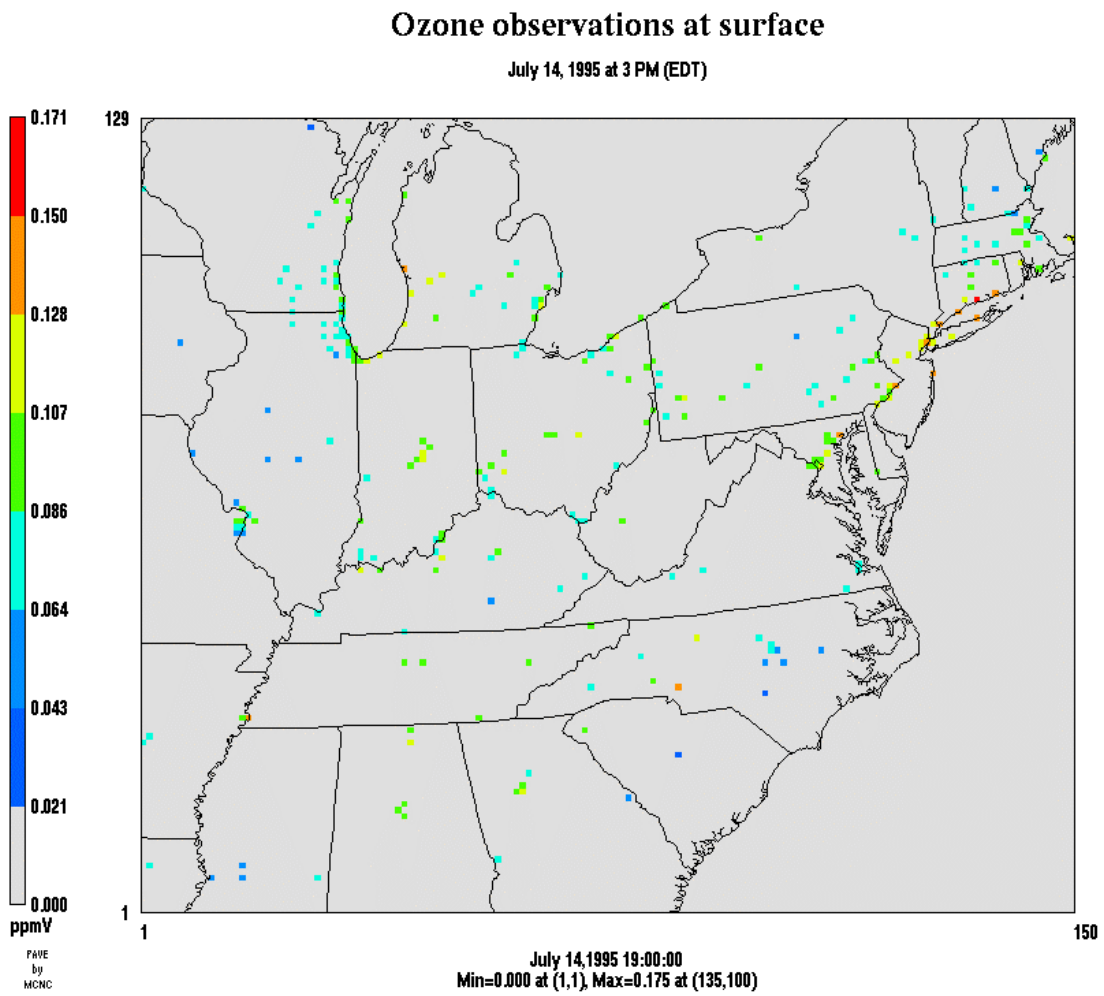 Ozone observations at surface
July 14, 1995 at 3 PM (EDT)
0.171
0.150
0.128
0.107
0.086
0.064
0.043
0.021
0.000
ppmV
PAVE
by
MCNC
129
1
1
150
July 14,1995 19:00:00
Min=0.000 at (1,1), Max=0.175 at (135,100)